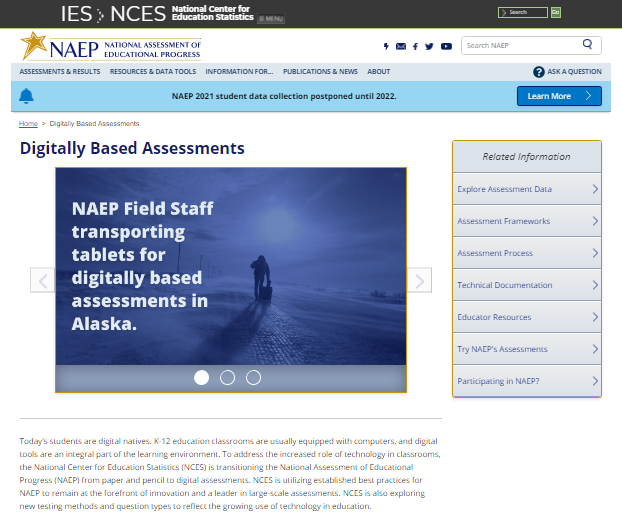 IES > NCES National Center for
Education Statistics
MENU
Search
Go
NAEP NATIONAL ASSESSMENT OF
EDUCATIONAL PROGRESS
Search NAEP
ASSESSMENTS & RESULTS RESOURCES & DATA TOOLS INFORMATION FOR... PUBLICATIONS & NEWS ABOUT
? ASK A QUESTION
NAEP 2021 student data collection postponed until 2022.
Learn More
Home > Digitally Based Assessments
Digitally Based Assessments
NAEP Field Staff
transporting
tablets for
digitally based
assessments in
Alaska.
Related Information
Explore Assessment Data
Assessment Frameworks
Assessment Process
Technical Documentation
Educator Resources
Try NAEP's Assessments
Participating in NAEP?
Today's students are digital natives. K-12 education classrooms are usually equipped with computers, and digital
tools are an integral part of the learning environment. To address the increased role of technology in classrooms,
the National Center for Education Statistics (NCES) is transitioning the National Assessment of Educational
Progress (NAEP) from paper and pencil to digital assessments. NCES is utilizing established best practices for
NAEP to remain at the forefront of innovation and a leader in large-scale assessments. NCES is also exploring
new testing methods and question types to reflect the growing use of technology in education.